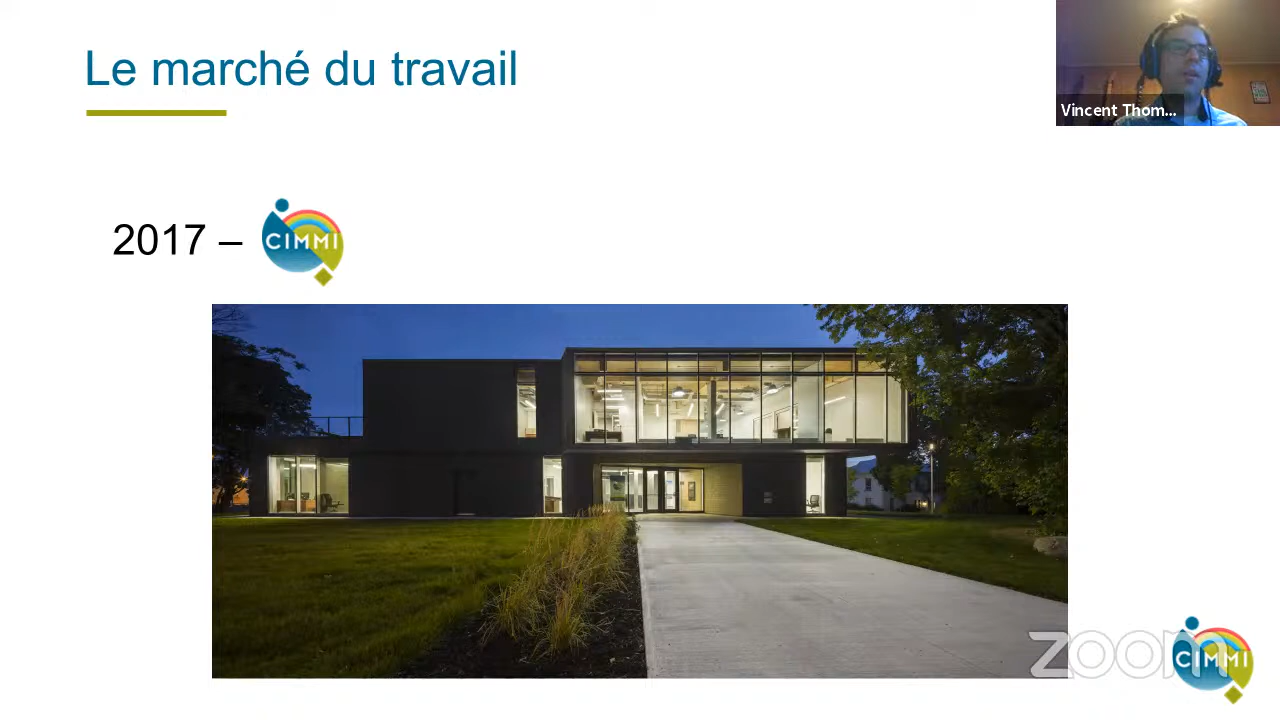 Le marché du travail
Vincent Thom...
2017 –
CIMMI
zoom
CIMMI